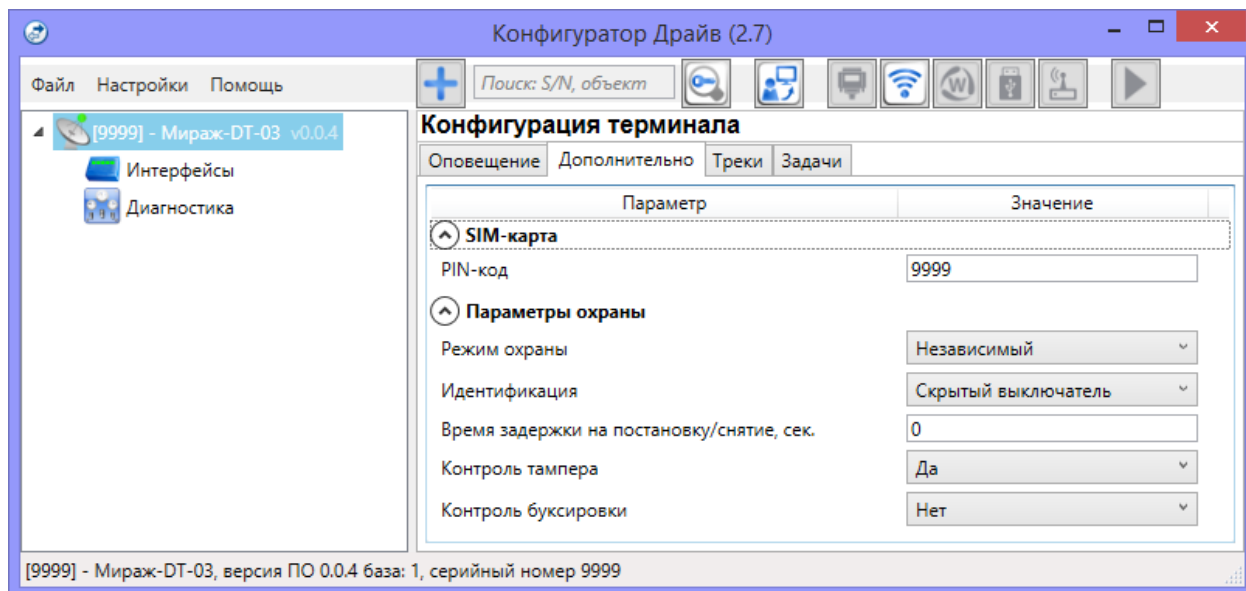 Конфигуратор Драйв (2.7)
Файл Настройки Помощь
Поиск: S/N, объект
[9999] - Мираж-DT-03 v0.0.4
Интерфейсы
Диагностика
Конфигурация терминала
Оповещение Дополнительно Треки Задачи
Параметр Значение
SIM-карта
PIN-код 9999
Параметры охраны
Режим охраны Независимый
Идентификация Скрытый выключатель
Время задержки на постановку/снятие, сек. 0
Контроль тампера Да
Контроль буксировки Нет
[9999] - Мираж-DT-03, версия ПО 0.0.4 база: 1, серийный номер 9999